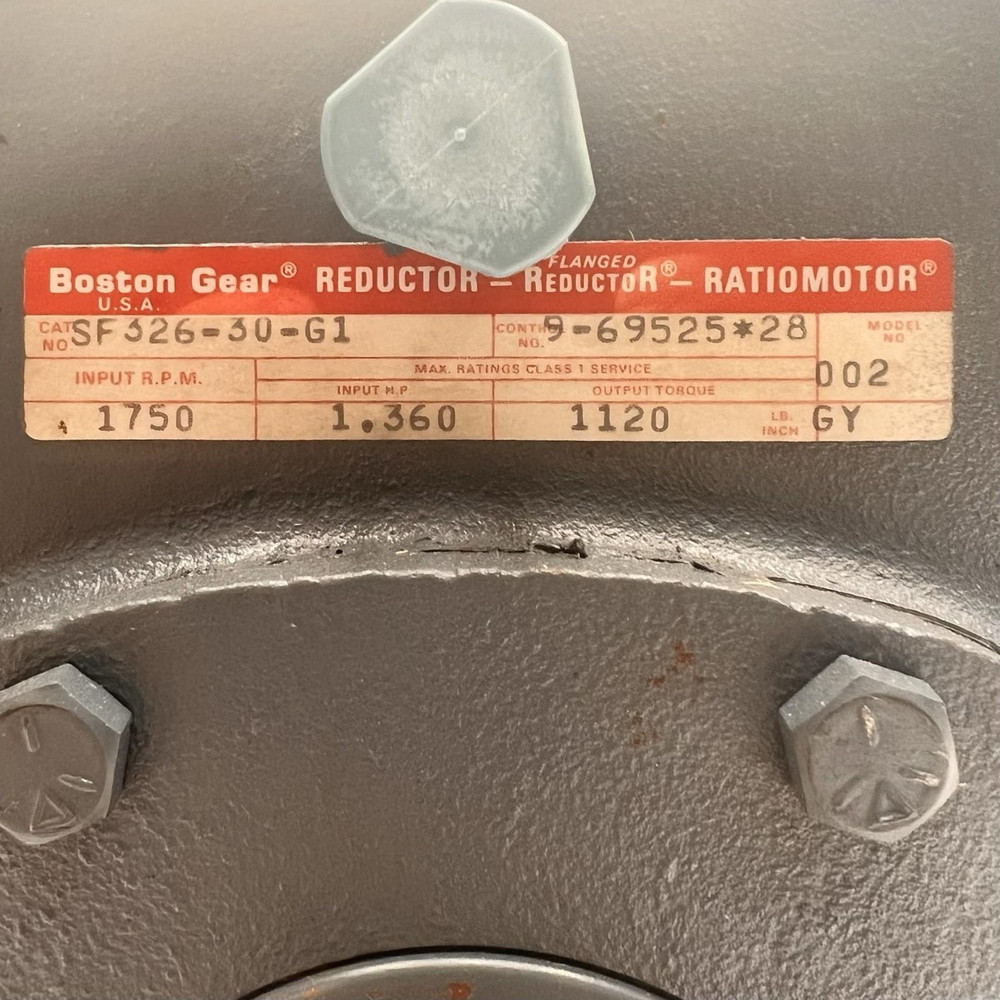 Boston Gear® REDUCTOR – FLANGED REDUCTOR® – RATIOMOTOR®
U.S.A.
CAT NO. SF326-30-G1 CONTROL NO. 9-69525*28 MODEL NO
INPUT R.P.M. MAX. RATINGS CLASS 1 SERVICE 002
INPUT H.P OUTPUT TORQUE
1750 1.360 1120 LB. INCH GY